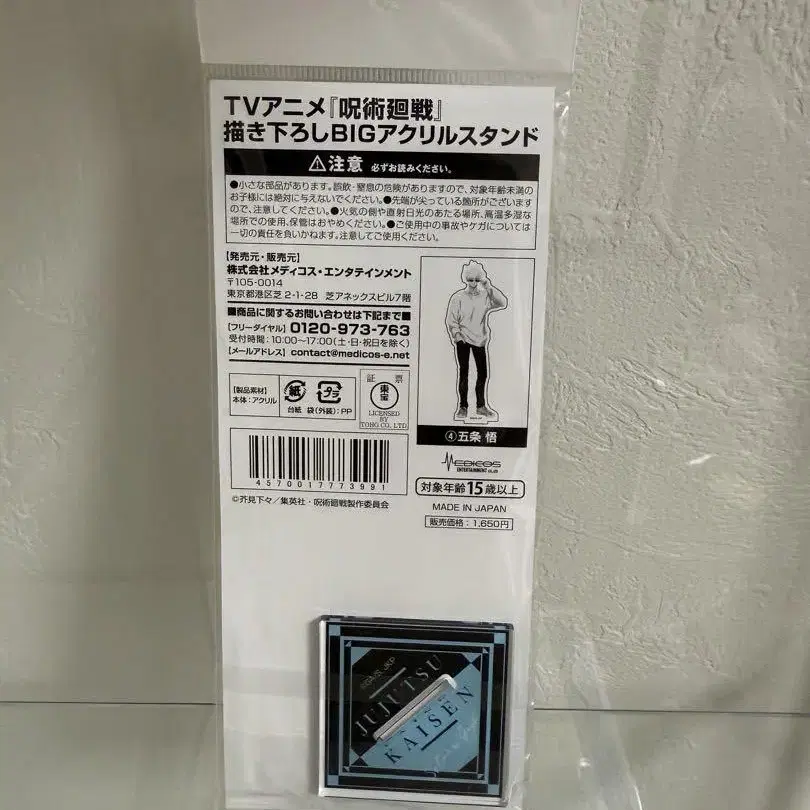 TVアニメ『呪術廻戦』
描き下ろしBIGアクリルスタンド
⚠注意 必ずお読みください。
●小さな部品があります。誤飲・窒息の危険がありますので、対象年齢未満の
お子様には絶対に与えないでください。●先端が尖っている箇所がございます
ので、注意してください。●火気の側や直射日光のあたる場所、高温多湿な
場所での使用、保管はおやめください。●ご使用中の事故やケガについては
一切の責任を負いかねます。注意してご使用ください。
【発売元・販売元】
株式会社メディコス・エンタテインメント
〒105-0014
東京都港区芝2-1-28 芝アネックスビル7階
■商品に関するお問い合わせは下記まで■
【フリーダイヤル】0120-973-763
受付時間：10:00〜17:00(土・日・祝日を除く)
【メールアドレス】contact@medicos-e.net
【製品素材】
本体：アクリル
紙
台紙
プラ
袋(外装)：PP
証 票
東宝
LICENSED
BY
TOHO CO., LTD.
④五条 悟
4570017773991
MEDICOS
ENTERTAINMENT co.,ltd
対象年齢15歳以上
©芥見下々／集英社・呪術廻戦製作委員会
MADE IN JAPAN
販売価格：1,650円
JUJUTSU
KAISEN